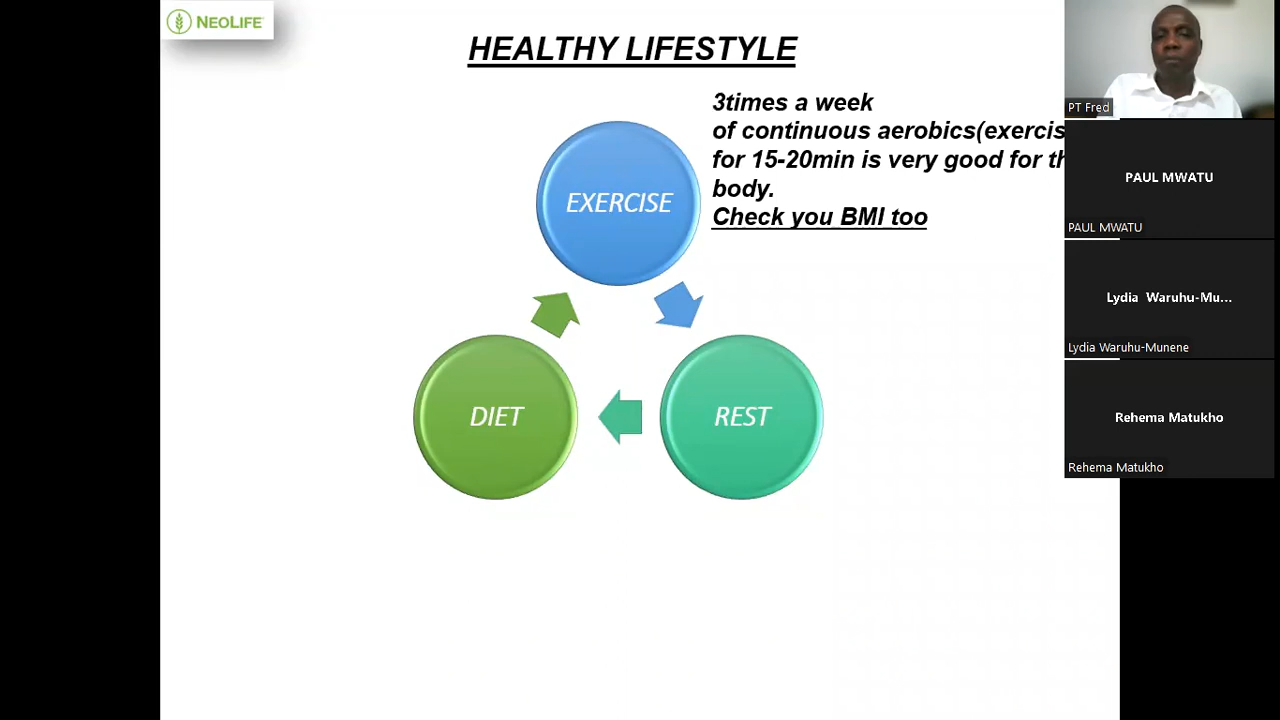 NEOLIFE
HEALTHY LIFESTYLE
3times a week
of continuous aerobics(exercis
for 15-20min is very good for th
body.
Check you BMI too
EXERCISE
DIET
REST
PT Fred
PAUL MWATU
PAUL MWATU
Lydia Waruhu-Mu...
Lydia Waruhu-Munene
Rehema Matukho
Rehema Matukho